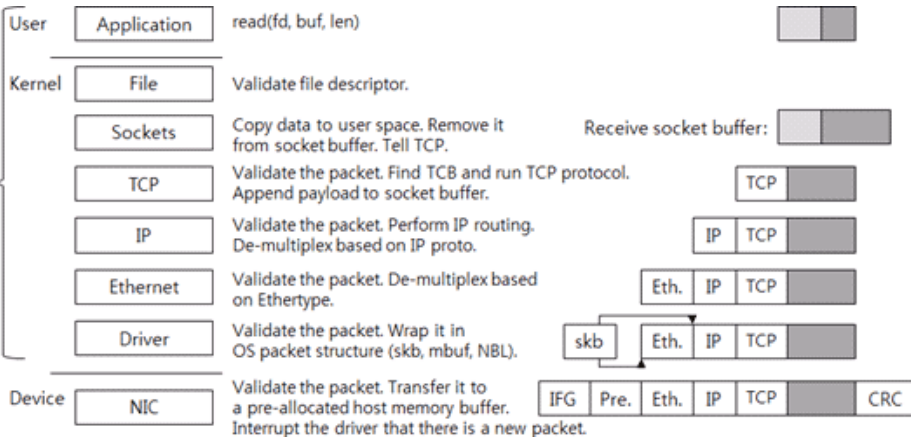 User Application read(fd, buf, len)
Kernel File Validate file descriptor.
Sockets Copy data to user space. Remove it Receive socket buffer:
from socket buffer. Tell TCP.
TCP Validate the packet. Find TCB and run TCP protocol.
Append payload to socket buffer. TCP
IP Validate the packet. Perform IP routing. IP TCP
De-multiplex based on IP proto.
Ethernet Validate the packet. De-multiplex based Eth. IP TCP
on Ethertype.
Driver Validate the packet. Wrap it in skb Eth. IP TCP
OS packet structure (skb, mbuf, NBL).
Device NIC Validate the packet. Transfer it to IFG Pre. Eth. IP TCP CRC
a pre-allocated host memory buffer.
Interrupt the driver that there is a new packet.